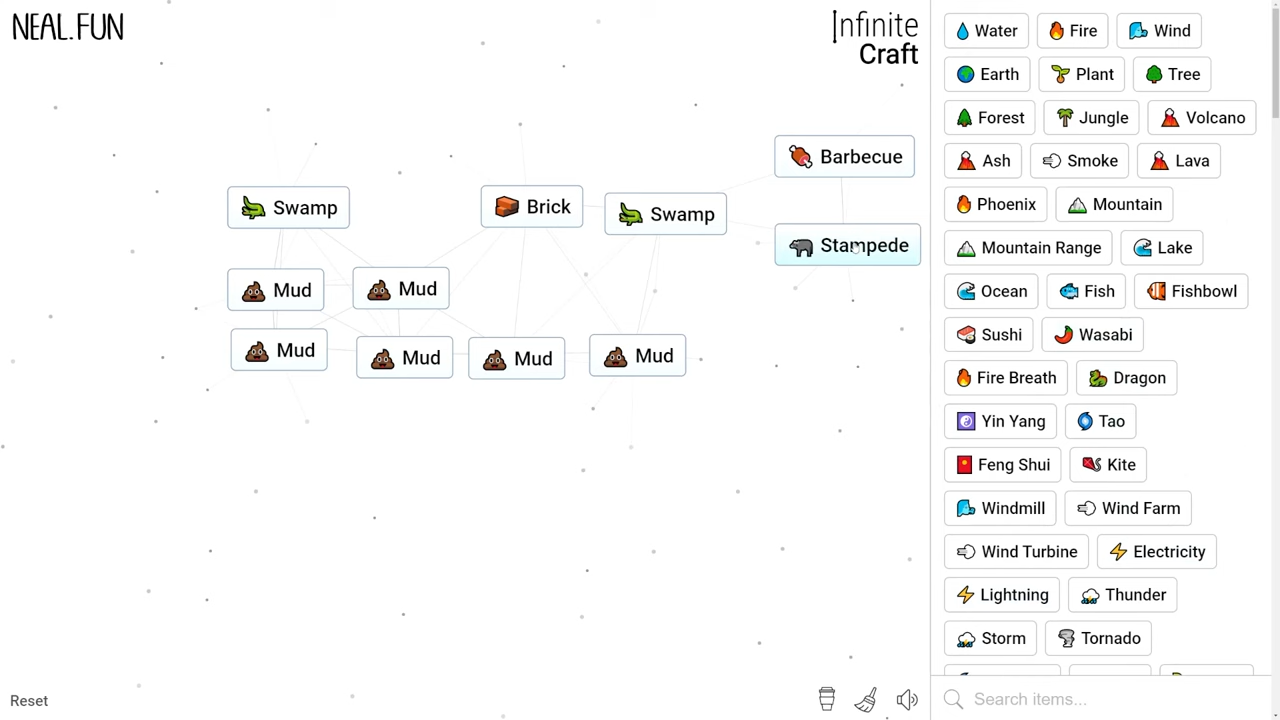 NEAL.FUN
Infinite
Craft
Barbecue
Swamp
Brick
Swamp
Stampede
Mud
Mud
Mud
Mud
Mud
Mud
Reset
Water
Fire
Wind
Earth
Plant
Tree
Forest
Jungle
Volcano
Ash
Smoke
Lava
Phoenix
Mountain
Mountain Range
Lake
Ocean
Fish
Fishbowl
Sushi
Wasabi
Fire Breath
Dragon
Yin Yang
Tao
Feng Shui
Kite
Windmill
Wind Farm
Wind Turbine
Electricity
Lightning
Thunder
Storm
Tornado
Search items...